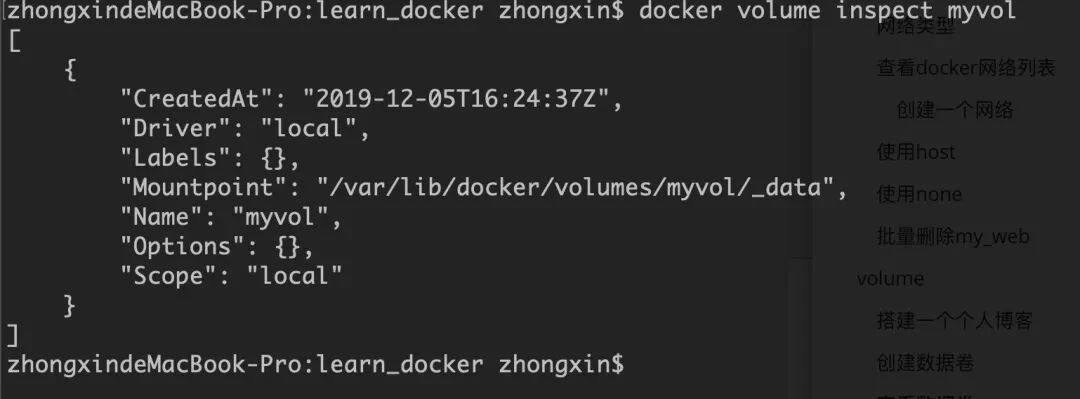 zhongxindeMacBook-Pro:learn_docker zhongxin$ docker volume inspect myvol
[
    {
        "CreatedAt": "2019-12-05T16:24:37Z",
        "Driver": "local",
        "Labels": {},
        "Mountpoint": "/var/lib/docker/volumes/myvol/_data",
        "Name": "myvol",
        "Options": {},
        "Scope": "local"
    }
]
zhongxindeMacBook-Pro:learn_docker zhongxin$
网络类型
查看docker网络列表
创建一个网络
使用host
使用none
批量删除my_web
volume
搭建一个个人博客
创建数据卷